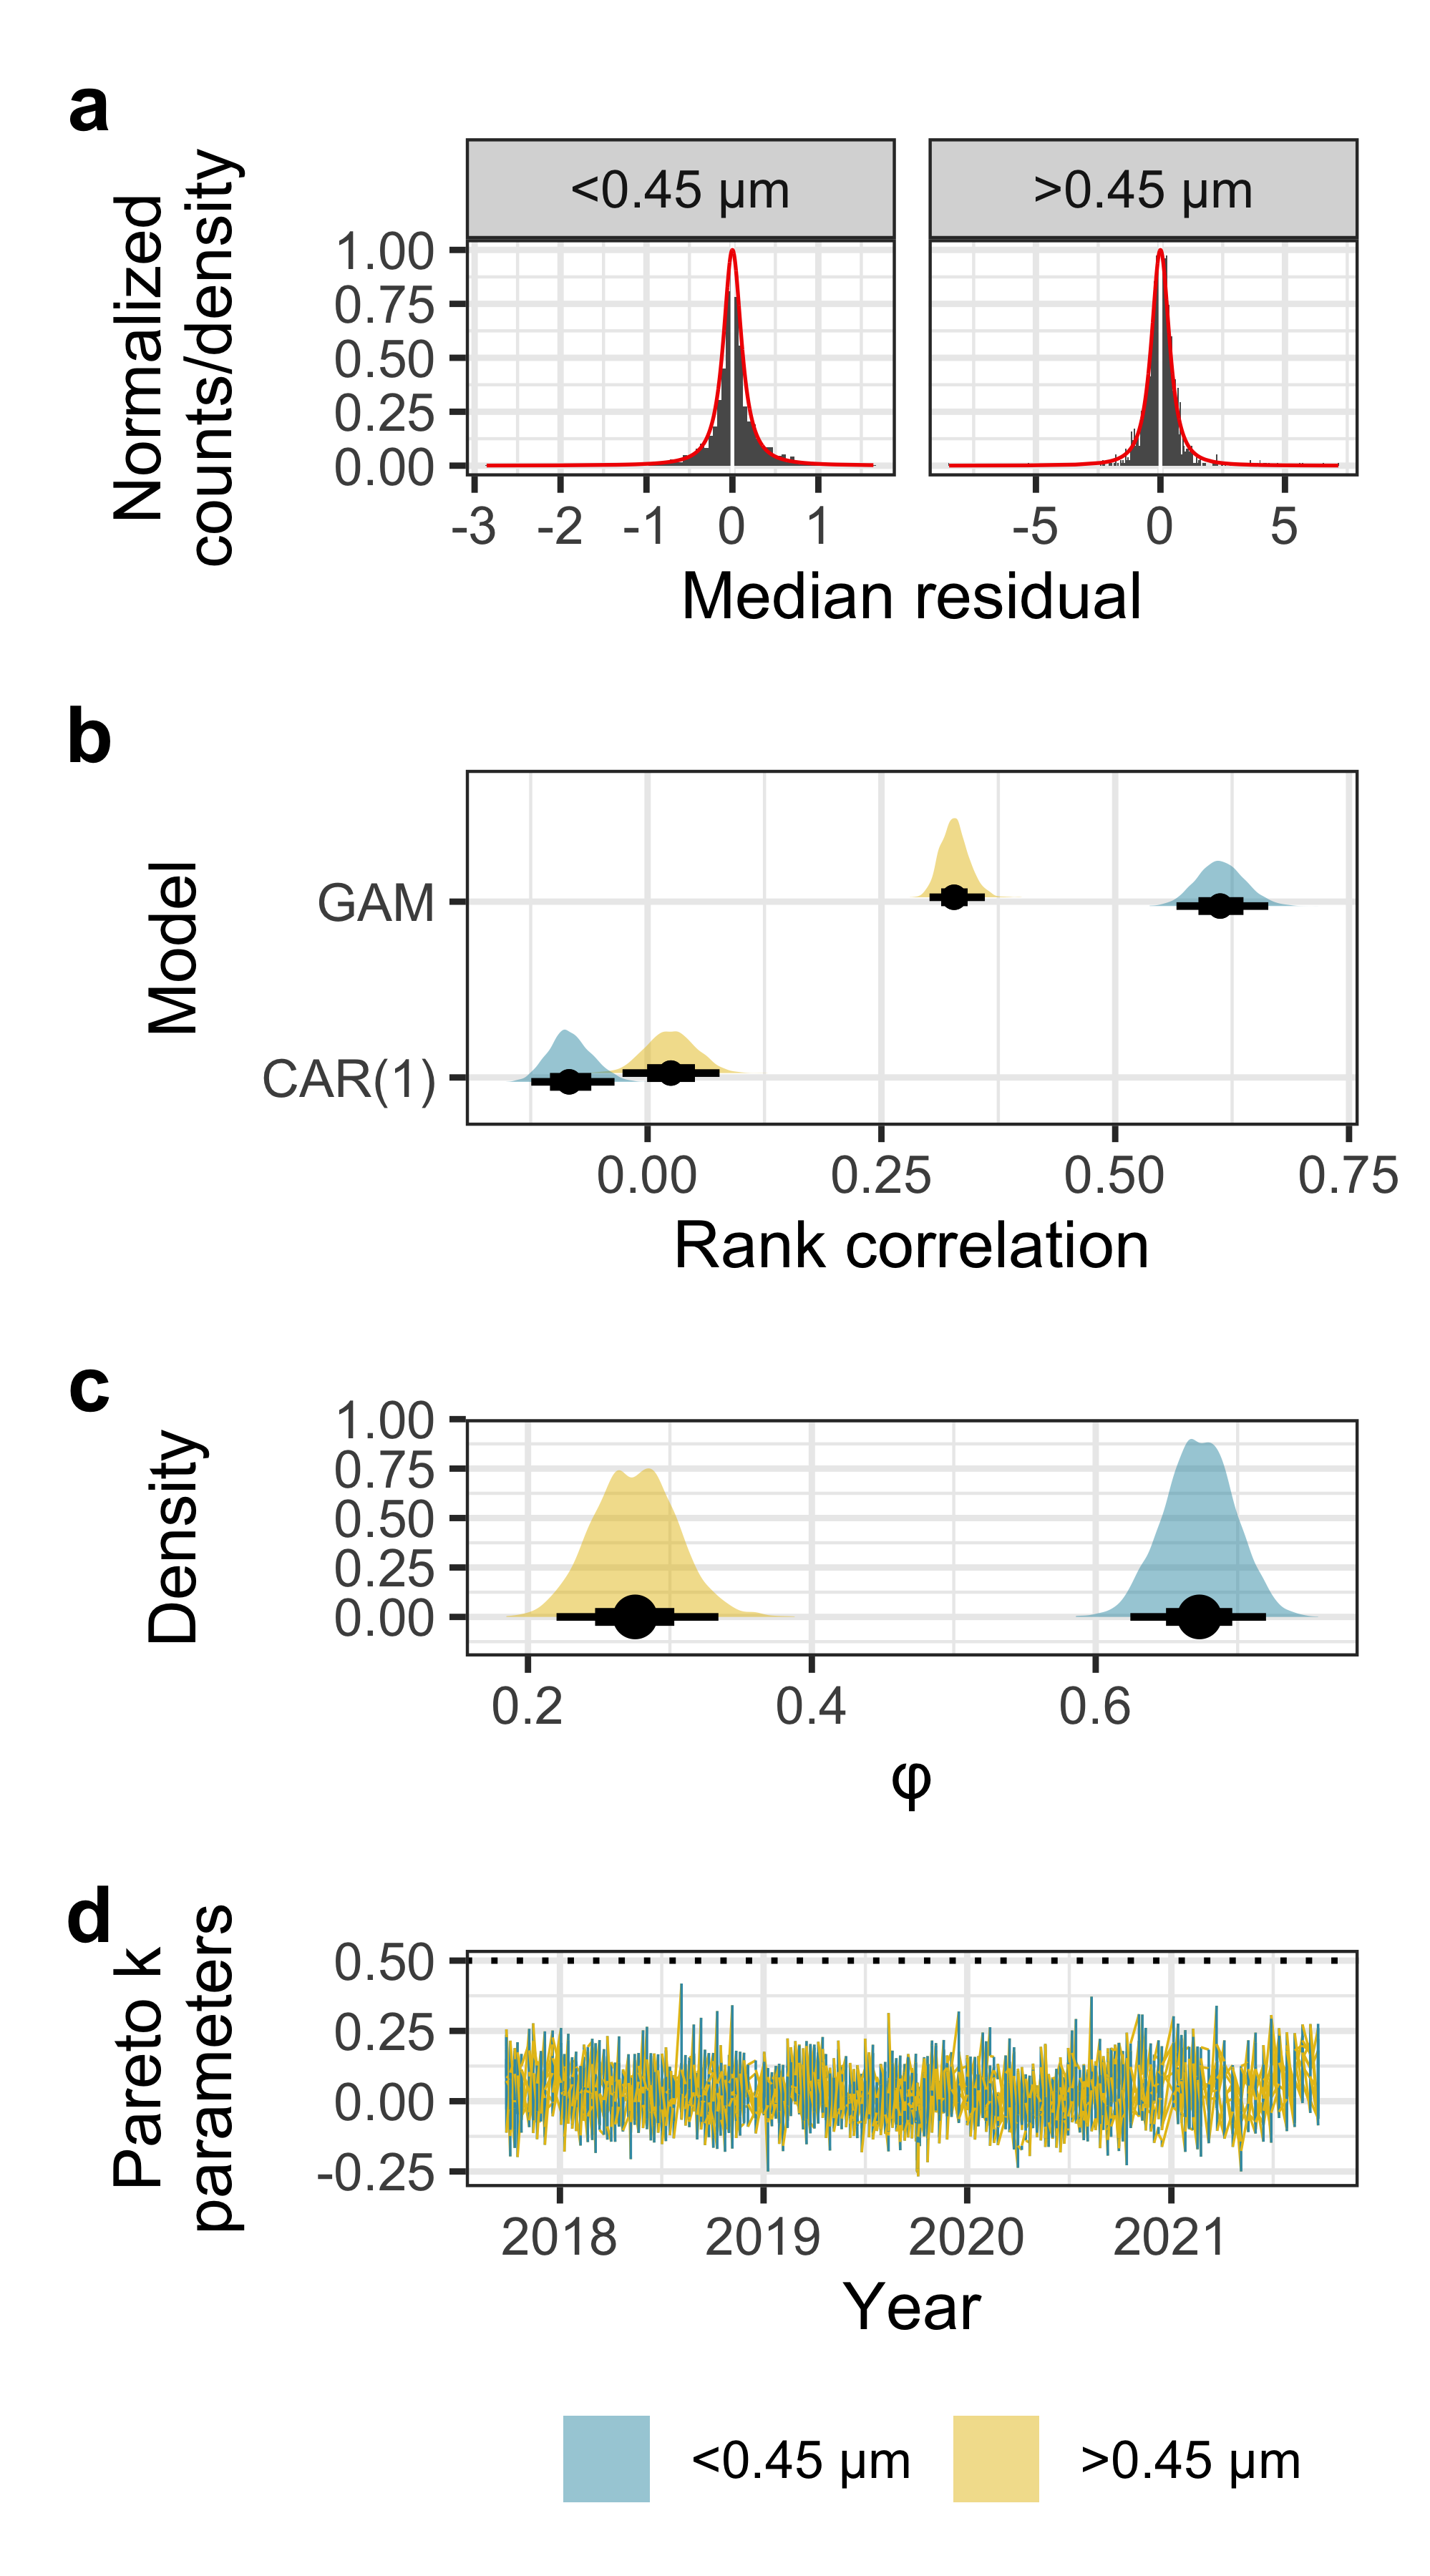 a
Normalized
counts/density
<0.45 µm
>0.45 µm
1.00
0.75
0.50
0.25
0.00
-3 -2 -1 0 1
-5 0 5
Median residual
b
Model
GAM
CAR(1)
0.00 0.25 0.50 0.75
Rank correlation
c
Density
1.00
0.75
0.50
0.25
0.00
0.2 0.4 0.6
φ
d
Pareto k
parameters
0.50
0.25
0.00
-0.25
2018 2019 2020 2021
Year
<0.45 µm >0.45 µm